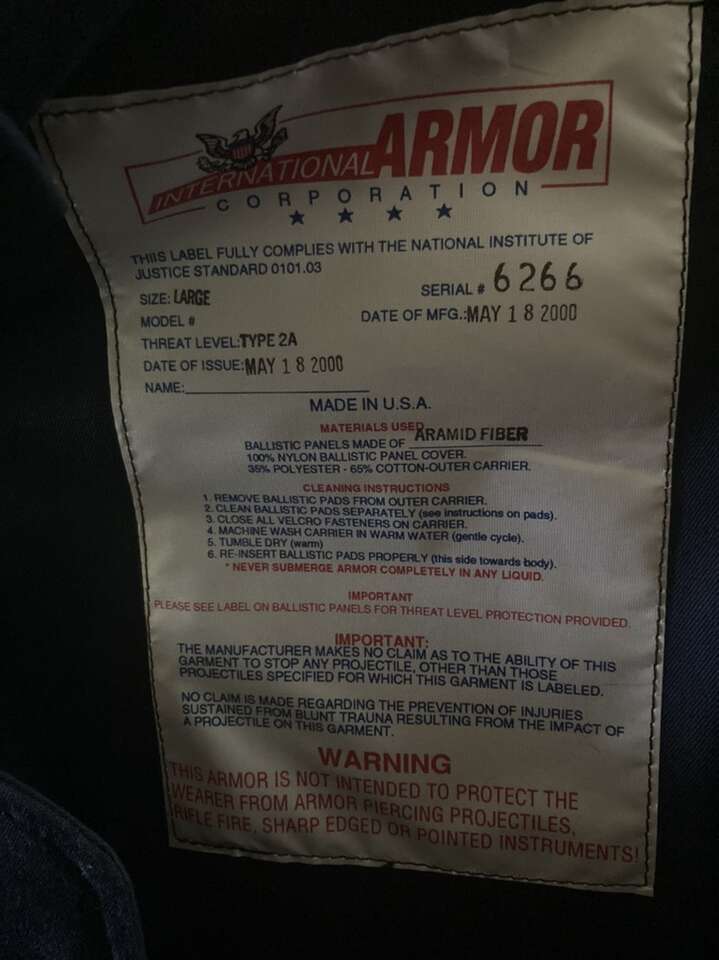 INTERNATIONAL ARMOR
CORPORATION
THIIS LABEL FULLY COMPLIES WITH THE NATIONAL INSTITUTE OF
JUSTICE STANDARD 0101.03
SIZE: LARGE
SERIAL # 6266
MODEL #
DATE OF MFG.:MAY 18 2000
THREAT LEVEL:TYPE 2A
DATE OF ISSUE:MAY 18 2000
NAME:
MADE IN U.S.A.
MATERIALS USED
BALLISTIC PANELS MADE OF ARAMID FIBER
100% NYLON BALLISTIC PANEL COVER.
35% POLYESTER - 65% COTTON-OUTER CARRIER.
CLEANING INSTRUCTIONS
1. REMOVE BALLISTIC PADS FROM OUTER CARRIER.
2. CLEAN BALLISTIC PADS SEPARATELY (see instructions on pads).
3. CLOSE ALL VELCRO FASTENERS ON CARRIER.
4. MACHINE WASH CARRIER IN WARM WATER (gentle cycle).
5. TUMBLE DRY (warm)
6. RE-INSERT BALLISTIC PADS PROPERLY (this side towards body).
* NEVER SUBMERGE ARMOR COMPLETELY IN ANY LIQUID.
IMPORTANT
PLEASE SEE LABEL ON BALLISTIC PANELS FOR THREAT LEVEL PROTECTION PROVIDED.
IMPORTANT:
THE MANUFACTURER MAKES NO CLAIM AS TO THE ABILITY OF THIS
GARMENT TO STOP ANY PROJECTILE, OTHER THAN THOSE
PROJECTILES SPECIFIED FOR WHICH THIS GARMENT IS LABELED.
NO CLAIM IS MADE REGARDING THE PREVENTION OF INJURIES
SUSTAINED FROM BLUNT TRAUNA RESULTING FROM THE IMPACT OF
A PROJECTILE ON THIS GARMENT.
WARNING
THIS ARMOR IS NOT INTENDED TO PROTECT THE
WEARER FROM ARMOR PIERCING PROJECTILES,
RIFLE FIRE, SHARP EDGED OR POINTED INSTRUMENTS!